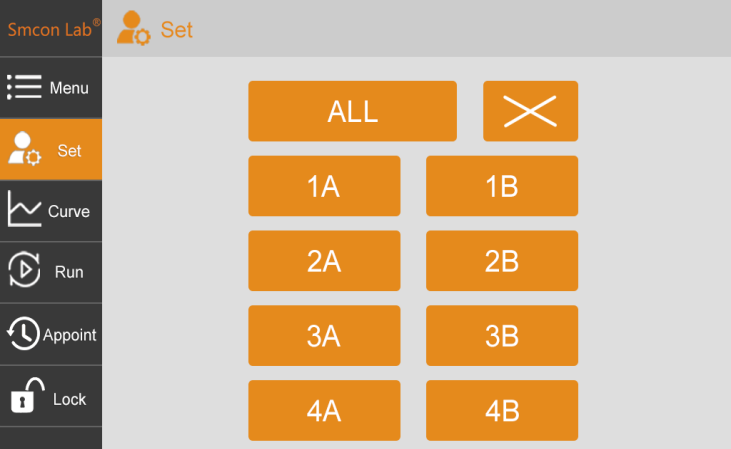 Smcon Lab®
Set
Menu
Set
Curve
Run
Appoint
Lock
ALL
1A 1B
2A 2B
3A 3B
4A 4B